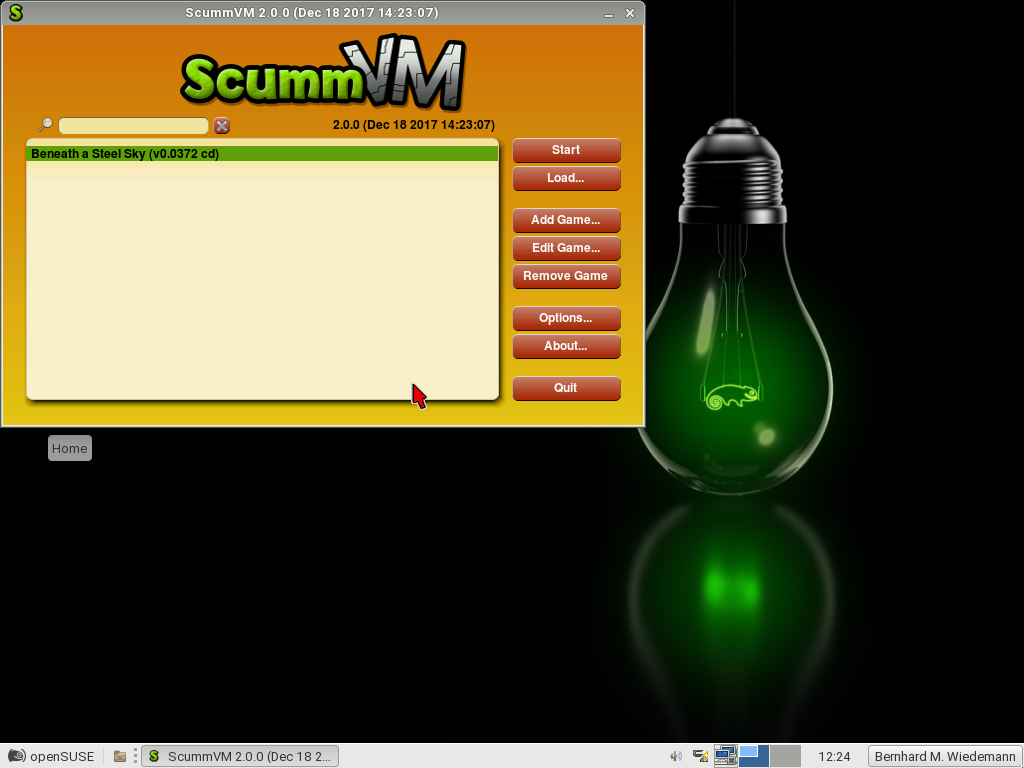 ScummVM 2.0.0 (Dec 18 2017 14:23:07)
ScummVM
2.0.0 (Dec 18 2017 14:23:07)
Beneath a Steel Sky (v0.0372 cd)
Start
Load...
Add Game...
Edit Game...
Remove Game
Options...
About...
Quit
Home
openSUSE
ScummVM 2.0.0 (Dec 18 2...
12:24
Bernhard M. Wiedemann